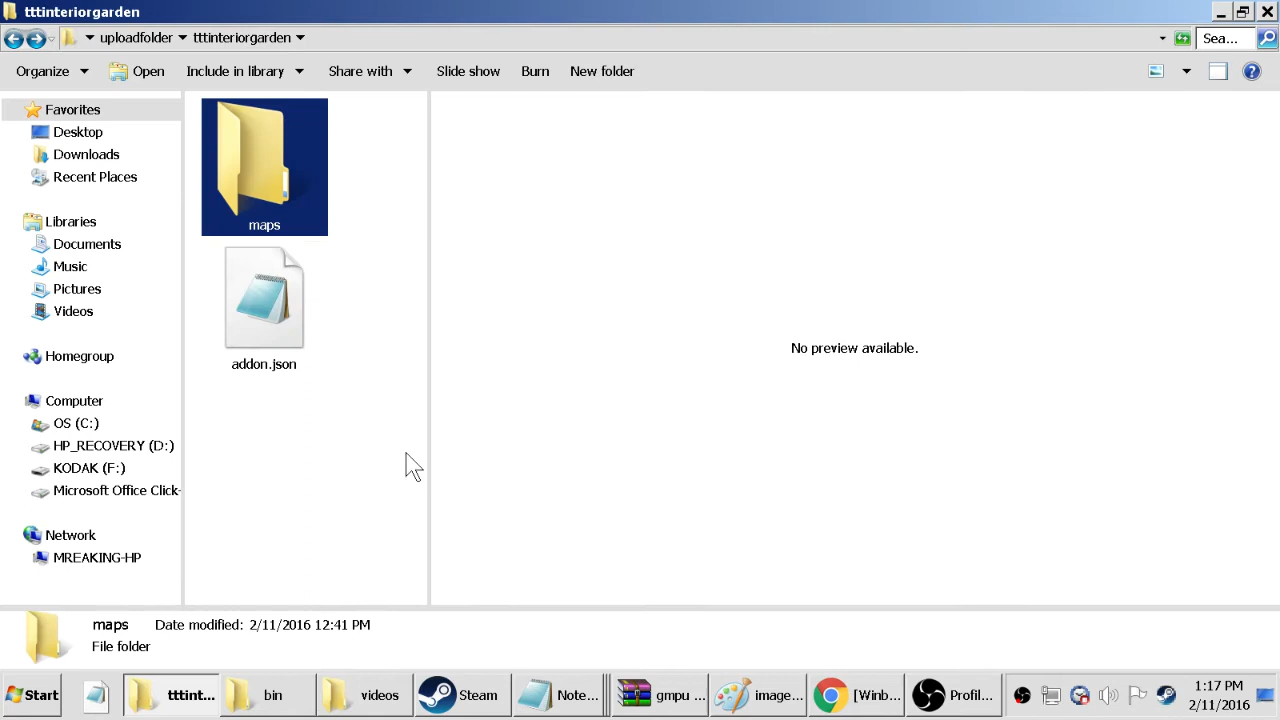 tttinteriorgarden
uploadfolder tttinteriorgarden Sea...
Organize Open Include in library Share with Slide show Burn New folder
Favorites
Desktop
Downloads
Recent Places
Libraries
Documents
Music
Pictures
Videos
Homegroup
Computer
OS (C:)
HP_RECOVERY (D:)
KODAK (F:)
Microsoft Office Click-
Network
MREAKING-HP
maps
addon.json
No preview available.
maps Date modified: 2/11/2016 12:41 PM
File folder
Start tttint... bin videos Steam Note... gmpu ... image... [Winb... Profil... 1:17 PM
2/11/2016